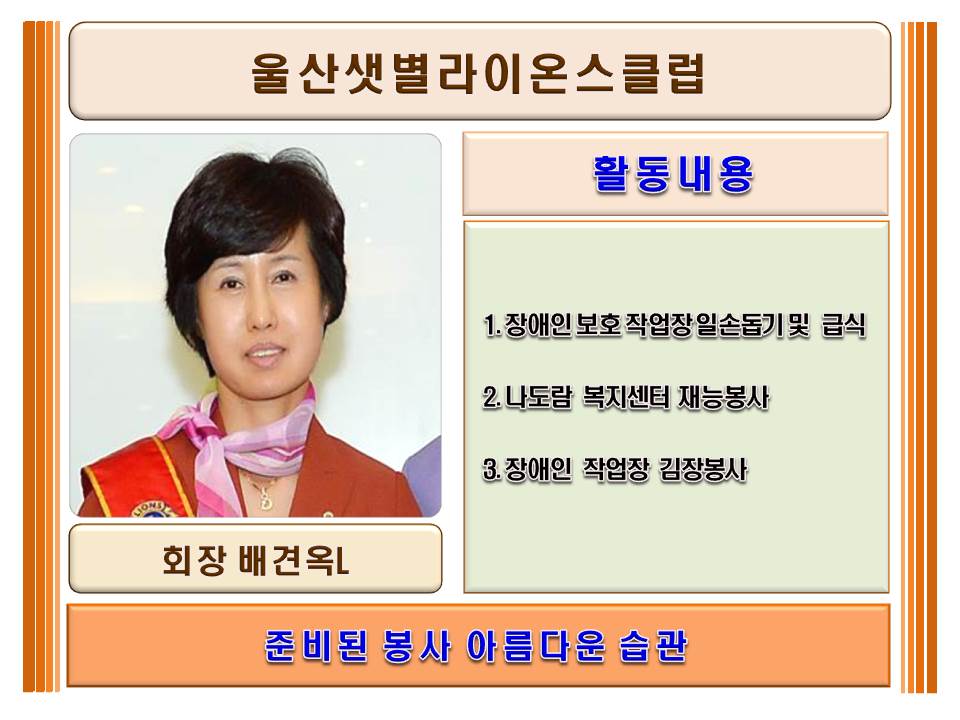 울산샛별라이온스클럽
활동내용
1. 장애인 보호 작업장 일손돕기 및 급식
2. 나도람 복지센터 재능봉사
3. 장애인 작업장 김장봉사
LIONS
회장 배견옥L
준비된 봉사 아름다운 습관